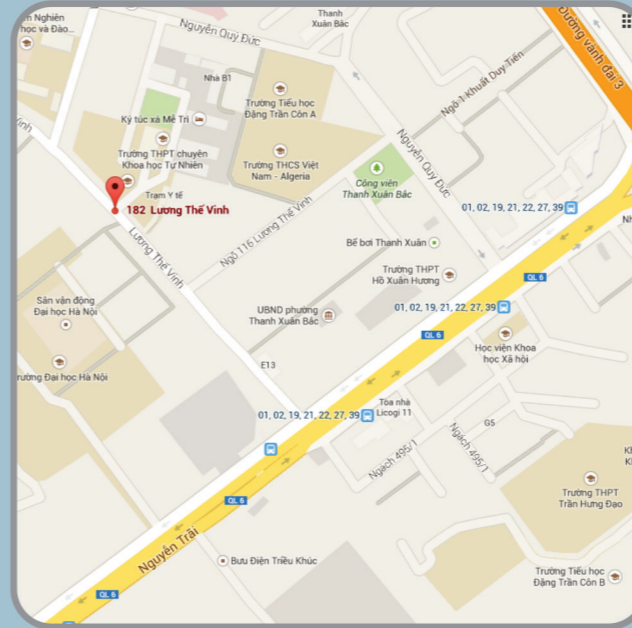 n Nghiên
học và Đào...
Thanh
Xuân Bắc
Nguyễn Quý Đức
Đường vành đai 3
Nhà B1
Ngõ 1 Khuất Duy Tiến
Trường Tiểu học
Đặng Trần Côn A
Ký túc xá Mễ Trì
Vinh
Trường THPT chuyên
Khoa học Tự Nhiên
Trường THCS Việt
Nam - Algeria
Nguyễn Quý Đức
Công viên
Thanh Xuân Bắc
Trạm Y tế
182 Lương Thế Vinh
01, 02, 19, 21, 22, 27, 39
Lương Thế Vinh
Ngõ 116 Lương Thế Vinh
Bể bơi Thanh Xuân
Trường THPT
Hồ Xuân Hương
QL 6
Sân vận động
Đại học Hà Nội
UBND phường
Thanh Xuân Bắc
01, 02, 19, 21, 22, 27, 39
QL 6
Học viện Khoa
học Xã hội
rường Đại học Hà Nội
E13
01, 02, 19, 21, 22, 27, 39
Tòa nhà
Licogi 11
G5
Ngách 495/1
Ngách 495/1
Trường THPT
Trần Hưng Đạo
QL 6
Nguyễn Trãi
Bưu Điện Triều Khúc
Trường Tiểu học
Đặng Trần Côn B
QL 6